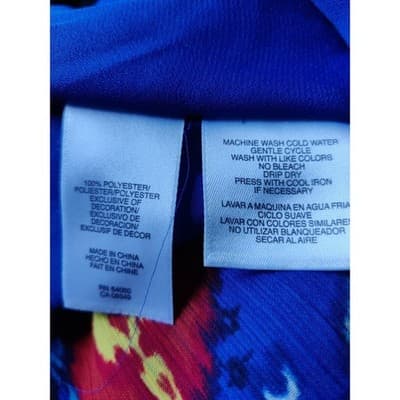 100% POLYESTER/
POLIESTER/POLYESTER
EXCLUSIVE OF
DECORATION/
EXCLUSIVO DE
DECORACION/
EXCLUSIF DE DECOR
MADE IN CHINA
HECHO EN CHINA
FAIT EN CHINE
RN 54050
CA 08949
MACHINE WASH COLD WATER
GENTLE CYCLE
WASH WITH LIKE COLORS
NO BLEACH
DRIP DRY
PRESS WITH COOL IRON
IF NECESSARY
LAVAR A MAQUINA EN AGUA FRIA
CICLO SUAVE
LAVAR CON COLORES SIMILARES
NO UTILIZAR BLANQUEADOR
SECAR AL AIRE